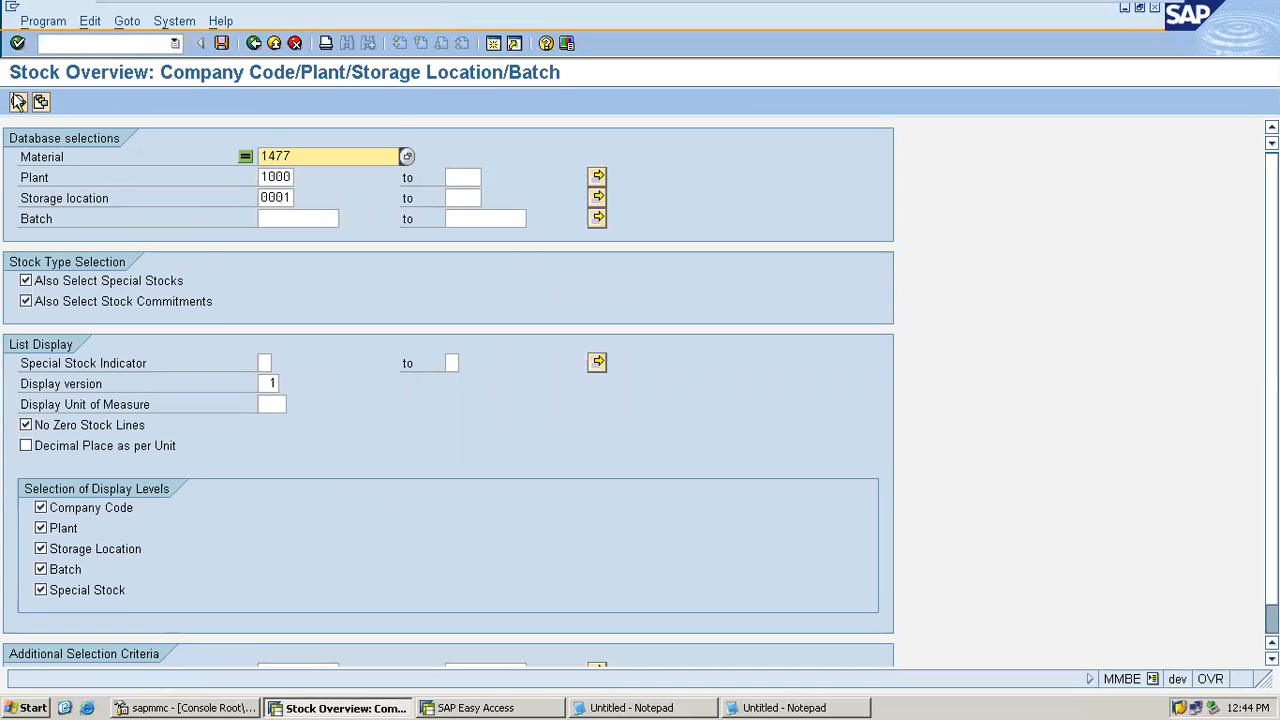 Program Edit Goto System Help
SAP
Stock Overview: Company Code/Plant/Storage Location/Batch
Database selections
Material 1477
Plant 1000 to
Storage location 0001 to
Batch to
Stock Type Selection
Also Select Special Stocks
Also Select Stock Commitments
List Display
Special Stock Indicator to
Display version 1
Display Unit of Measure
No Zero Stock Lines
Decimal Place as per Unit
Selection of Display Levels
Company Code
Plant
Storage Location
Batch
Special Stock
Additional Selection Criteria
MMBE dev OVR
Start sapmmc - [Console Root\... Stock Overview: Com... SAP Easy Access Untitled - Notepad Untitled - Notepad 12:44 PM